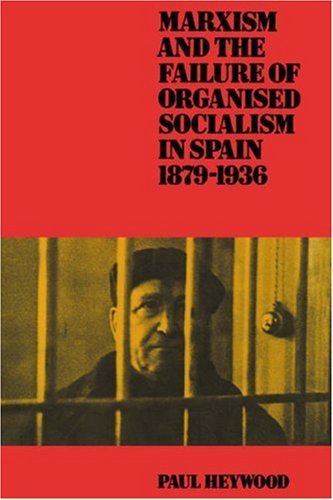 MARXISM
AND THE
FAILURE OF
ORGANISED
SOCIALISM
IN SPAIN
1879-1936
PAUL HEYWOOD